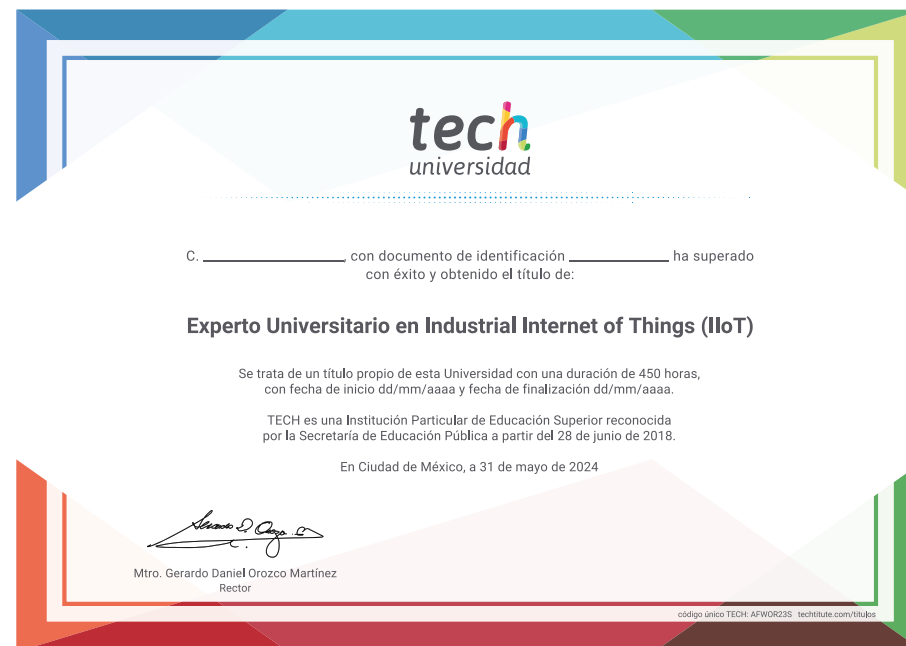 tech
universidad
C. ____________________, con documento de identificación ______________ ha superado
con éxito y obtenido el título de:
Experto Universitario en Industrial Internet of Things (IIoT)
Se trata de un título propio de esta Universidad con una duración de 450 horas,
con fecha de inicio dd/mm/aaaa y fecha de finalización dd/mm/aaaa.
TECH es una Institución Particular de Educación Superior reconocida
por la Secretaría de Educación Pública a partir del 28 de junio de 2018.
En Ciudad de México, a 31 de mayo de 2024
Mtro. Gerardo Daniel Orozco Martínez
Rector
código único TECH: AFWOR23S techtitute.com/titulos